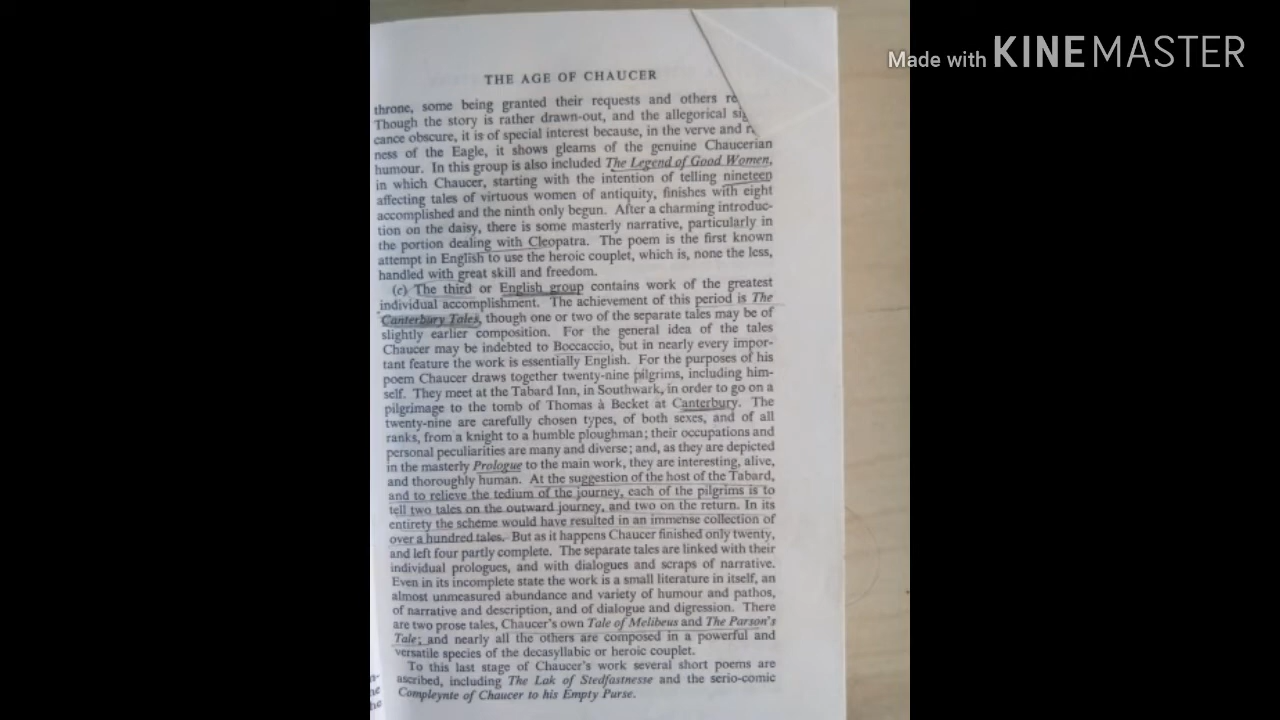 Made with KINEMASTER
THE AGE OF CHAUCER
throne, some being granted their requests and others
Though the story is rather drawn-out, and the allegorical
cance obscure, it is of special interest because, in the verve and
ness of the Eagle, it shows gleams of the genuine Chaucerian
humour. In this group is also included The Legend of Good Women,
in which Chaucer, starting with the intention of telling nineteen
affecting tales of virtuous women of antiquity, finishes with eight
accomplished and the ninth only begun. After a charming introduc-
tion on the daisy, there is some masterly narrative, particularly in
the portion dealing with Cleopatra. The poem is the first known
attempt in English to use the heroic couplet, which is, none the less,
handled with great skill and freedom.
(c) The third or English group contains work of the greatest
individual accomplishment. The achievement of this period is The
Canterbury Tales, though one or two of the separate tales may be of
slightly earlier composition. For the general idea of the tales
Chaucer may be indebted to Boccaccio, but in nearly every impor-
tant feature the work is essentially English. For the purposes of his
poem Chaucer draws together twenty-nine pilgrims, including him-
self. They meet at the Tabard Inn, in Southwark, in order to go on a
pilgrimage to the tomb of Thomas à Becket at Canterbury. The
twenty-nine are carefully chosen types, of both sexes, and of all
ranks, from a knight to a humble ploughman; their occupations and
personal peculiarities are many and diverse; and, as they are depicted
in the masterly Prologue to the main work, they are interesting, alive,
and thoroughly human. At the suggestion of the host of the Tabard,
and to relieve the tedium of the journey, each of the pilgrims is to
tell two tales on the outward journey, and two on the return. In its
entirety the scheme would have resulted in an immense collection of
over a hundred tales. But as it happens Chaucer finished only twenty,
and left four partly complete. The separate tales are linked with their
individual prologues, and with dialogues and scraps of narrative.
Even in its incomplete state the work is a small literature in itself, an
almost unmeasured abundance and variety of humour and pathos,
of narrative and description, and of dialogue and digression. There
are two prose tales, Chaucer's own Tale of Melibeus and The Parson's
Tale; and nearly all the others are composed in a powerful and
versatile species of the decasyllabic or heroic couplet.
To this last stage of Chaucer's work several short poems are
ascribed, including The Lak of Stedfastnesse and the serio-comic
Compleynte of Chaucer to his Empty Purse.